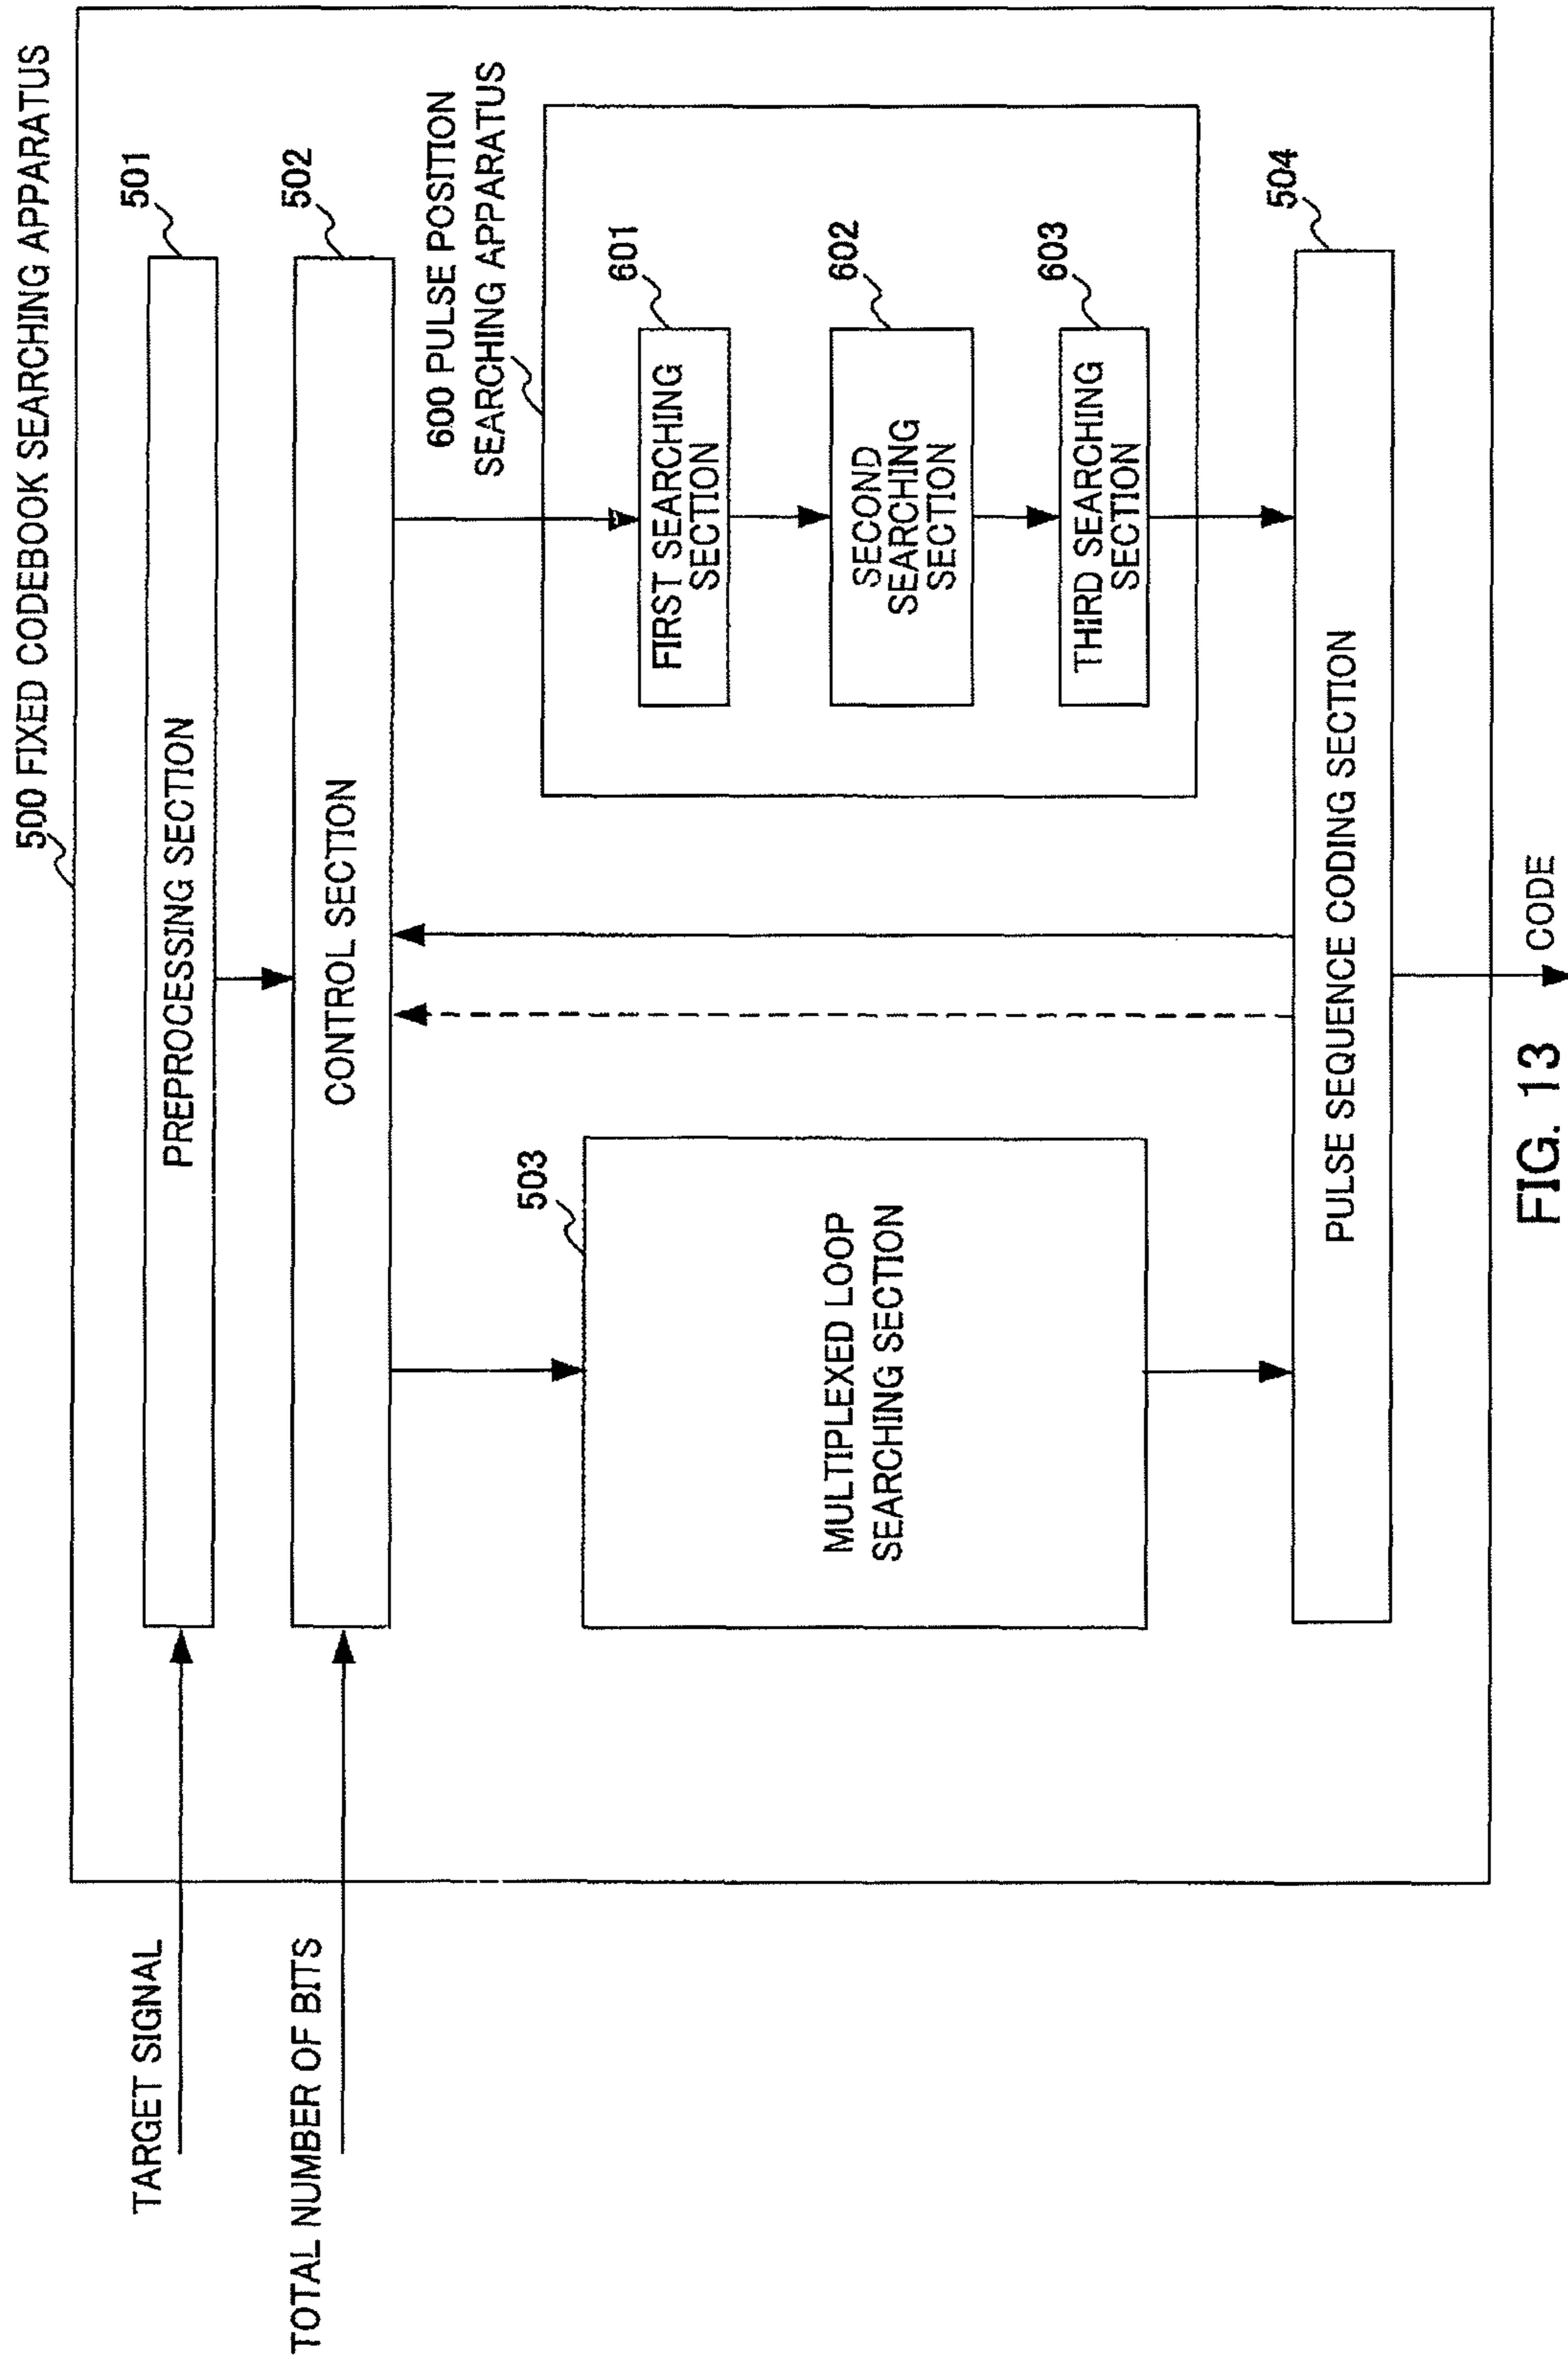 500 FIXED CODEBOOK SEARCHING APPARATUS
TARGET SIGNAL
501
PREPROCESSING SECTION
TOTAL NUMBER OF BITS
502
CONTROL SECTION
503
MULTIPLEXED LOOP
SEARCHING SECTION
600 PULSE POSITION
SEARCHING APPARATUS
601
FIRST SEARCHING
SECTION
602
SECOND
SEARCHING
SECTION
603
THIRD SEARCHING
SECTION
504
PULSE SEQUENCE CODING SECTION
CODE
FIG. 13